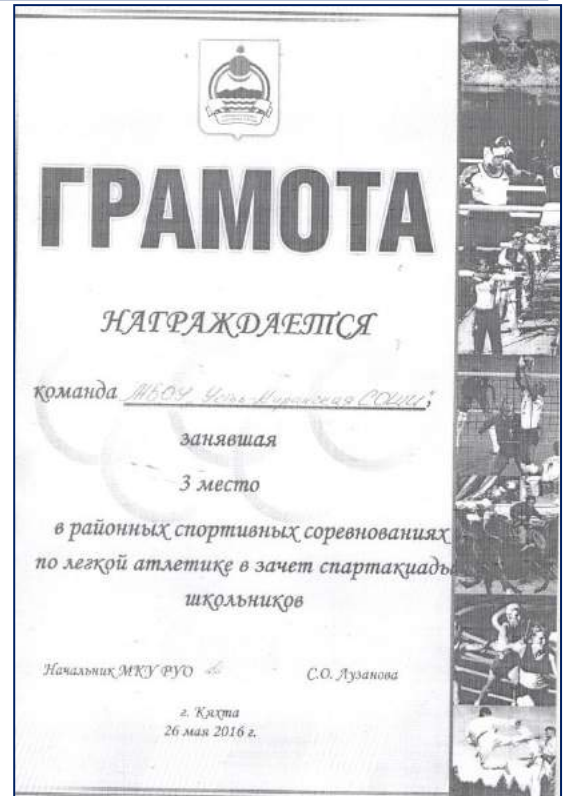 ГРАМОТА
НАГРАЖДАЕТСЯ
команда МБОУ Усть-Киранская СОШ",
занявшая
3 место
в районных спортивных соревнованиях
по легкой атлетике в зачет спартакиады
школьников
Начальник МКУ РУО С.О. Лузанова
г. Кяхта
26 мая 2016 г.